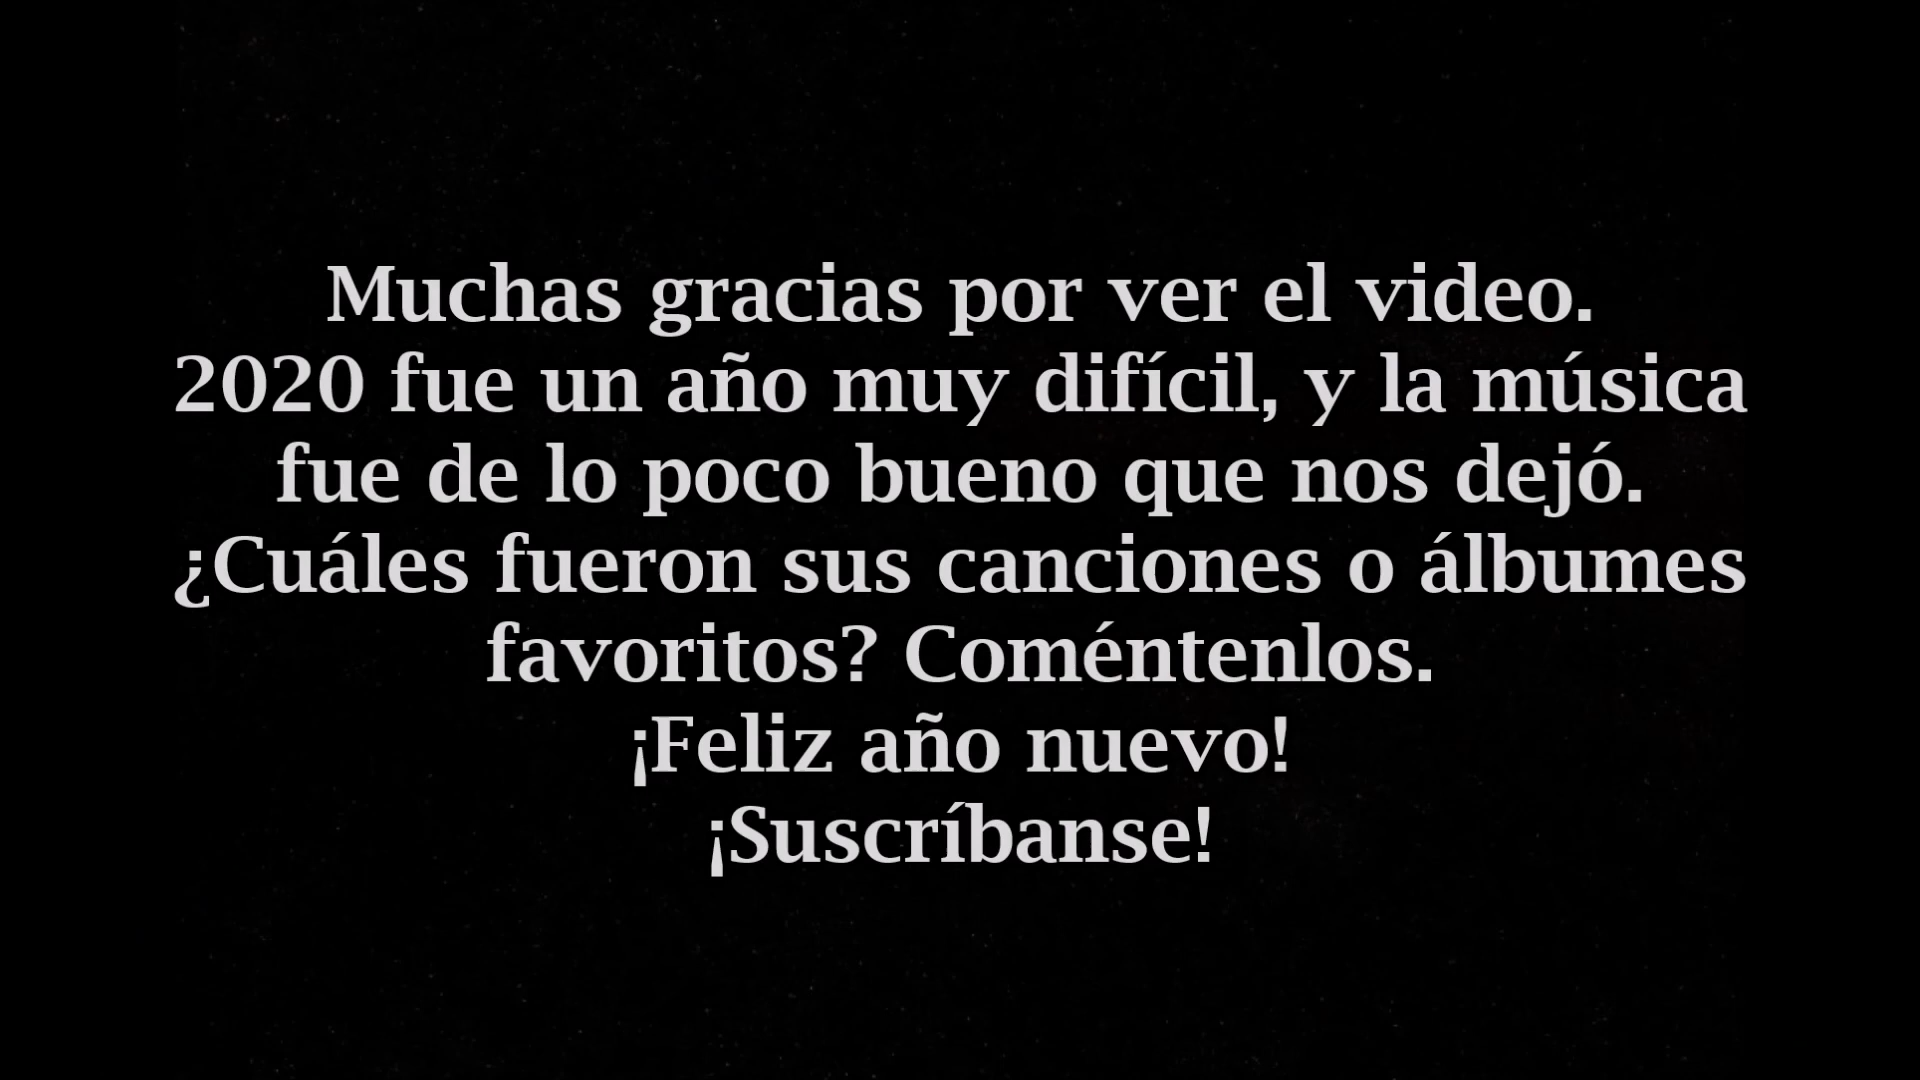 Muchas gracias por ver el video.
2020 fue un año muy difícil, y la música
fue de lo poco bueno que nos dejó.
¿Cuáles fueron sus canciones o álbumes
favoritos? Coméntenlos.
¡Feliz año nuevo!
¡Suscríbanse!